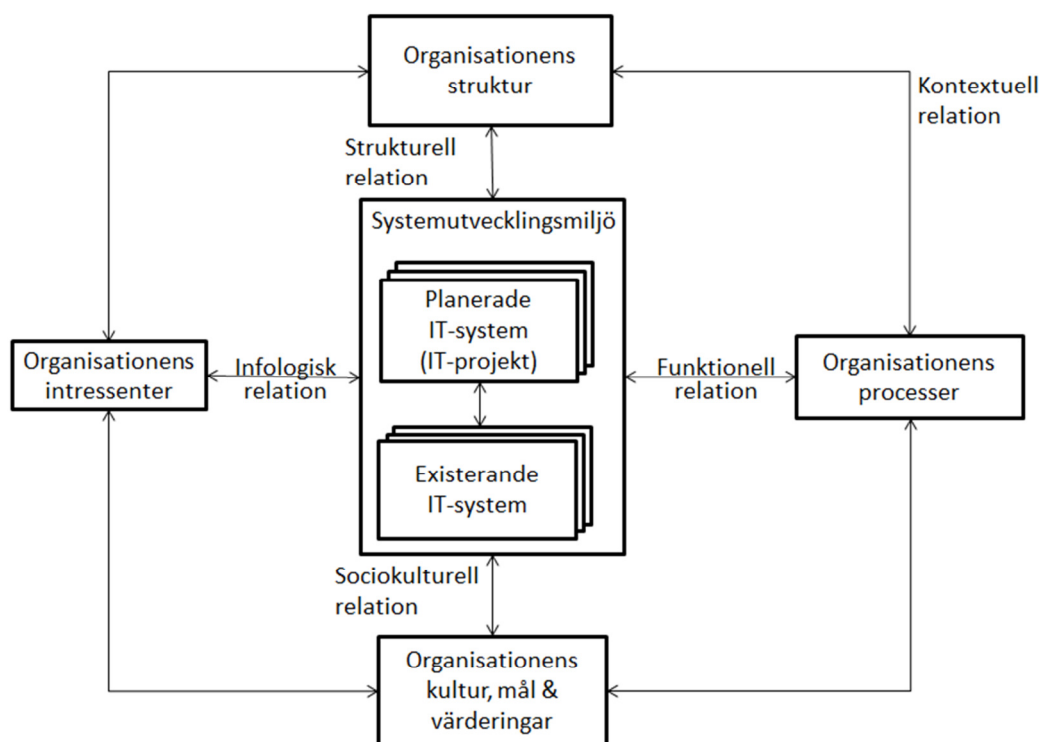 Organisationens
struktur
Kontextuell
relation
Strukturell
relation
Systemutvecklingsmiljö
Planerade
IT-system
(IT-projekt)
Organisationens
intressenter
Infologisk
relation
Funktionell
relation
Organisationens
processer
Existerande
IT-system
Sociokulturell
relation
Organisationens
kultur, mål &
värderingar